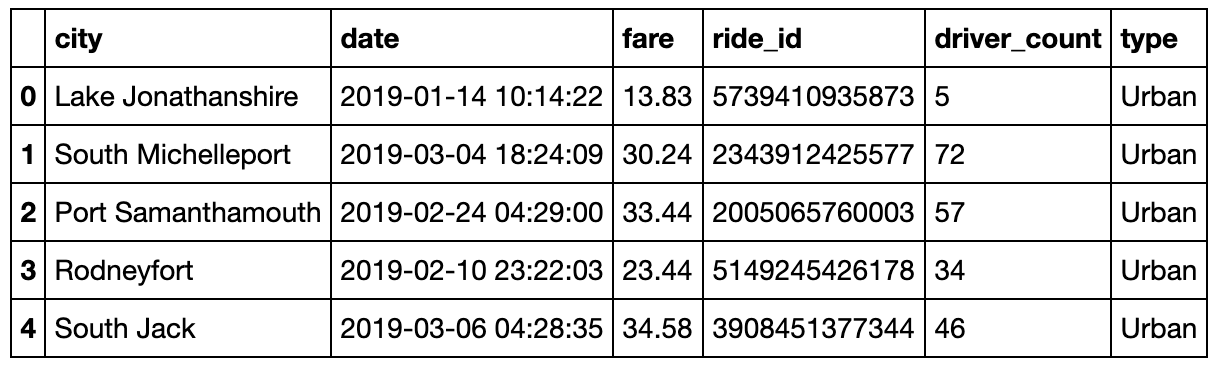 city date fare ride_id driver_count type
0 Lake Jonathanshire 2019-01-14 10:14:22 13.83 5739410935873 5 Urban
1 South Michelleport 2019-03-04 18:24:09 30.24 2343912425577 72 Urban
2 Port Samanthamouth 2019-02-24 04:29:00 33.44 2005065760003 57 Urban
3 Rodneyfort 2019-02-10 23:22:03 23.44 5149245426178 34 Urban
4 South Jack 2019-03-06 04:28:35 34.58 3908451377344 46 Urban